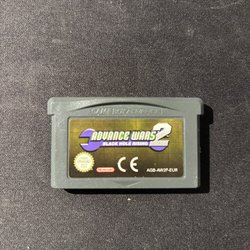 GAME BOY ADVANCE
ADVANCE WARS 2
BLACK HOLE RISING
Nintendo
CE
AGB-AW2P-EUR